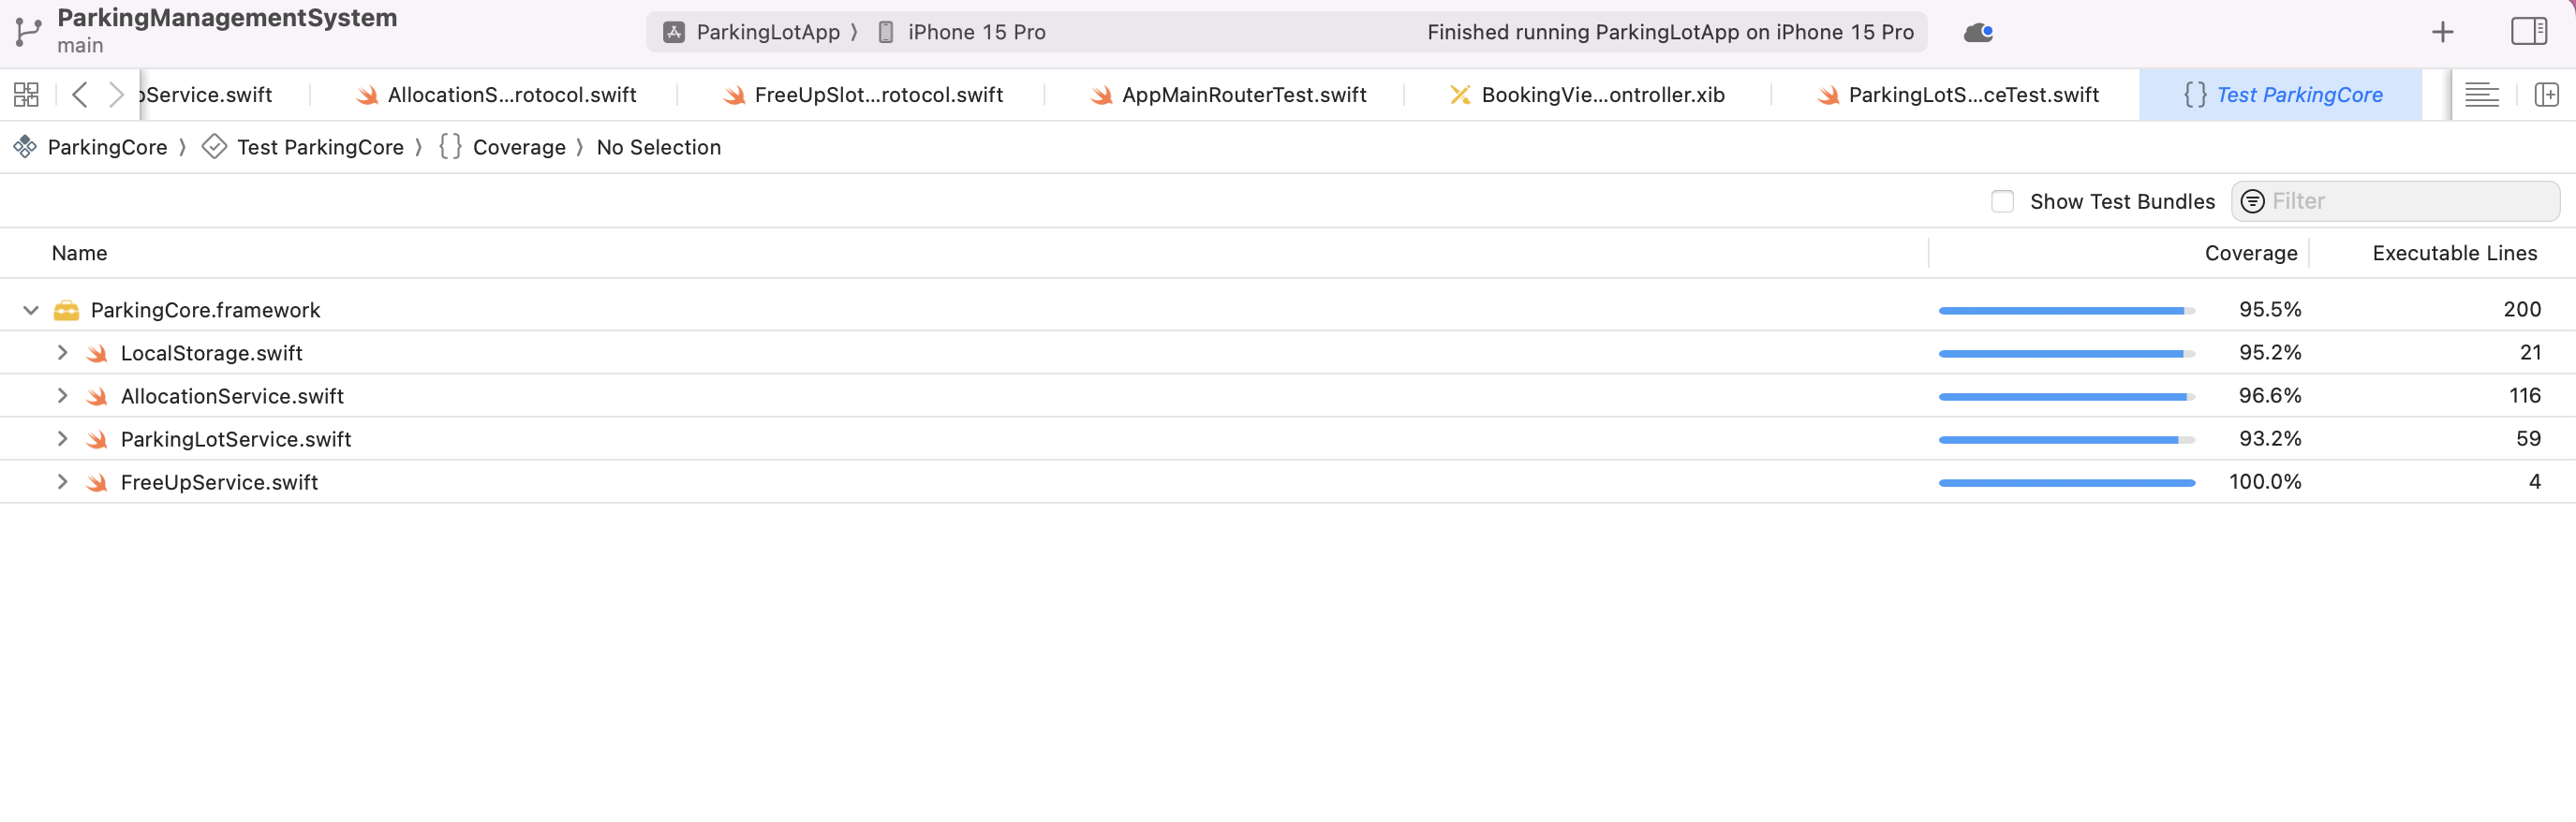 ParkingManagementSystem
main
ParkingLotApp 〉 iPhone 15 Pro
Finished running ParkingLotApp on iPhone 15 Pro
Service.swift
AllocationS...rotocol.swift
FreeUpSlot...rotocol.swift
AppMainRouterTest.swift
BookingVie...ontroller.xib
ParkingLotS...ceTest.swift
{ } Test ParkingCore
ParkingCore 〉 Test ParkingCore 〉 { } Coverage 〉 No Selection
Show Test Bundles Filter
Name Coverage Executable Lines
ParkingCore.framework 95.5% 200
LocalStorage.swift 95.2% 21
AllocationService.swift 96.6% 116
ParkingLotService.swift 93.2% 59
FreeUpService.swift 100.0% 4